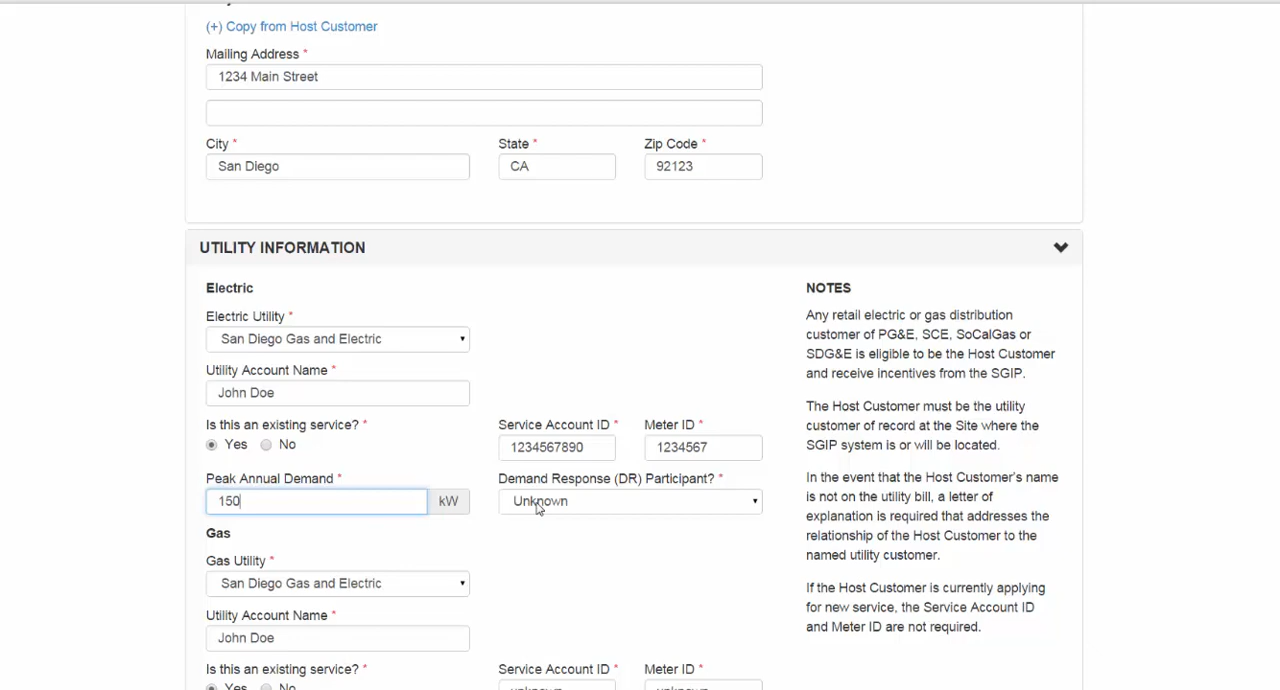 (+) Copy from Host Customer
Mailing Address *
1234 Main Street
City * State * Zip Code *
San Diego CA 92123
UTILITY INFORMATION
Electric
Electric Utility *
San Diego Gas and Electric
Utility Account Name *
John Doe
Is this an existing service? * Service Account ID * Meter ID *
Yes No 1234567890 1234567
Peak Annual Demand * Demand Response (DR) Participant? *
150 kW Unknown
Gas
Gas Utility *
San Diego Gas and Electric
Utility Account Name *
John Doe
Is this an existing service? * Service Account ID * Meter ID *
Yes No unknown unknown
NOTES
Any retail electric or gas distribution
customer of PG&E, SCE, SoCalGas or
SDG&E is eligible to be the Host Customer
and receive incentives from the SGIP.
The Host Customer must be the utility
customer of record at the Site where the
SGIP system is or will be located.
In the event that the Host Customer's name
is not on the utility bill, a letter of
explanation is required that addresses the
relationship of the Host Customer to the
named utility customer.
If the Host Customer is currently applying
for new service, the Service Account ID
and Meter ID are not required.